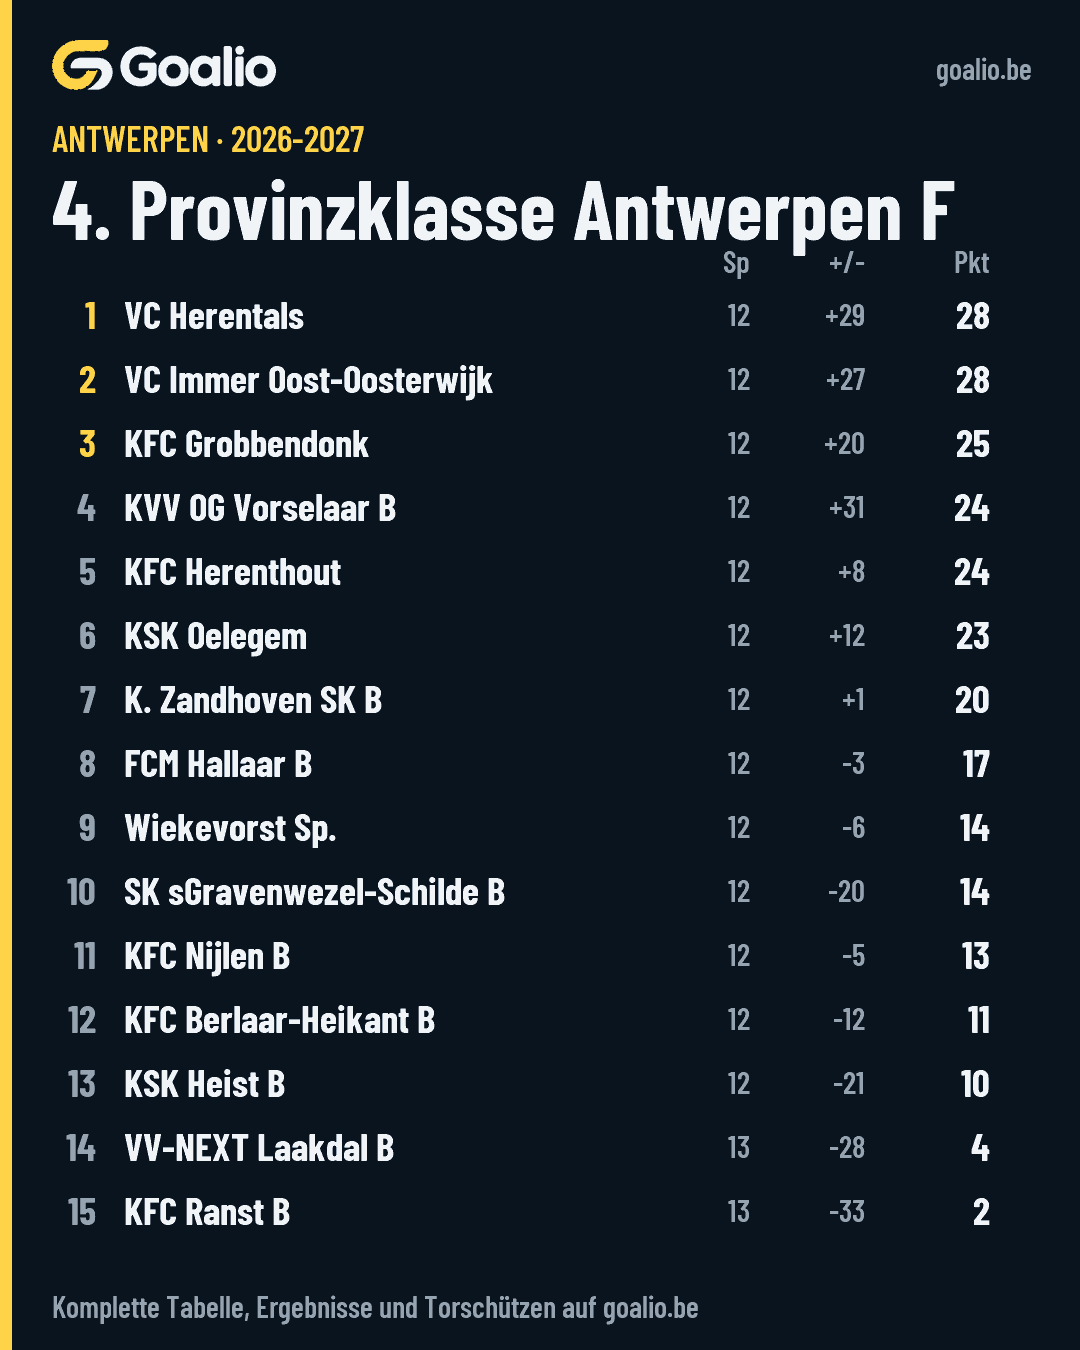 Goalio goalio.be
ANTWERPEN · 2026-2027
4. Provinzklasse Antwerpen F
Sp +/- Pkt
1 VC Herentals 12 +29 28
2 VC Immer Oost-Oosterwijk 12 +27 28
3 KFC Grobbendonk 12 +20 25
4 KVV OG Vorselaar B 12 +31 24
5 KFC Herenthout 12 +8 24
6 KSK Oelegem 12 +12 23
7 K. Zandhoven SK B 12 +1 20
8 FCM Hallaar B 12 -3 17
9 Wiekevorst Sp. 12 -6 14
10 SK sGravenwezel-Schilde B 12 -20 14
11 KFC Nijlen B 12 -5 13
12 KFC Berlaar-Heikant B 12 -12 11
13 KSK Heist B 12 -21 10
14 VV-NEXT Laakdal B 13 -28 4
15 KFC Ranst B 13 -33 2
Komplette Tabelle, Ergebnisse und Torschützen auf goalio.be